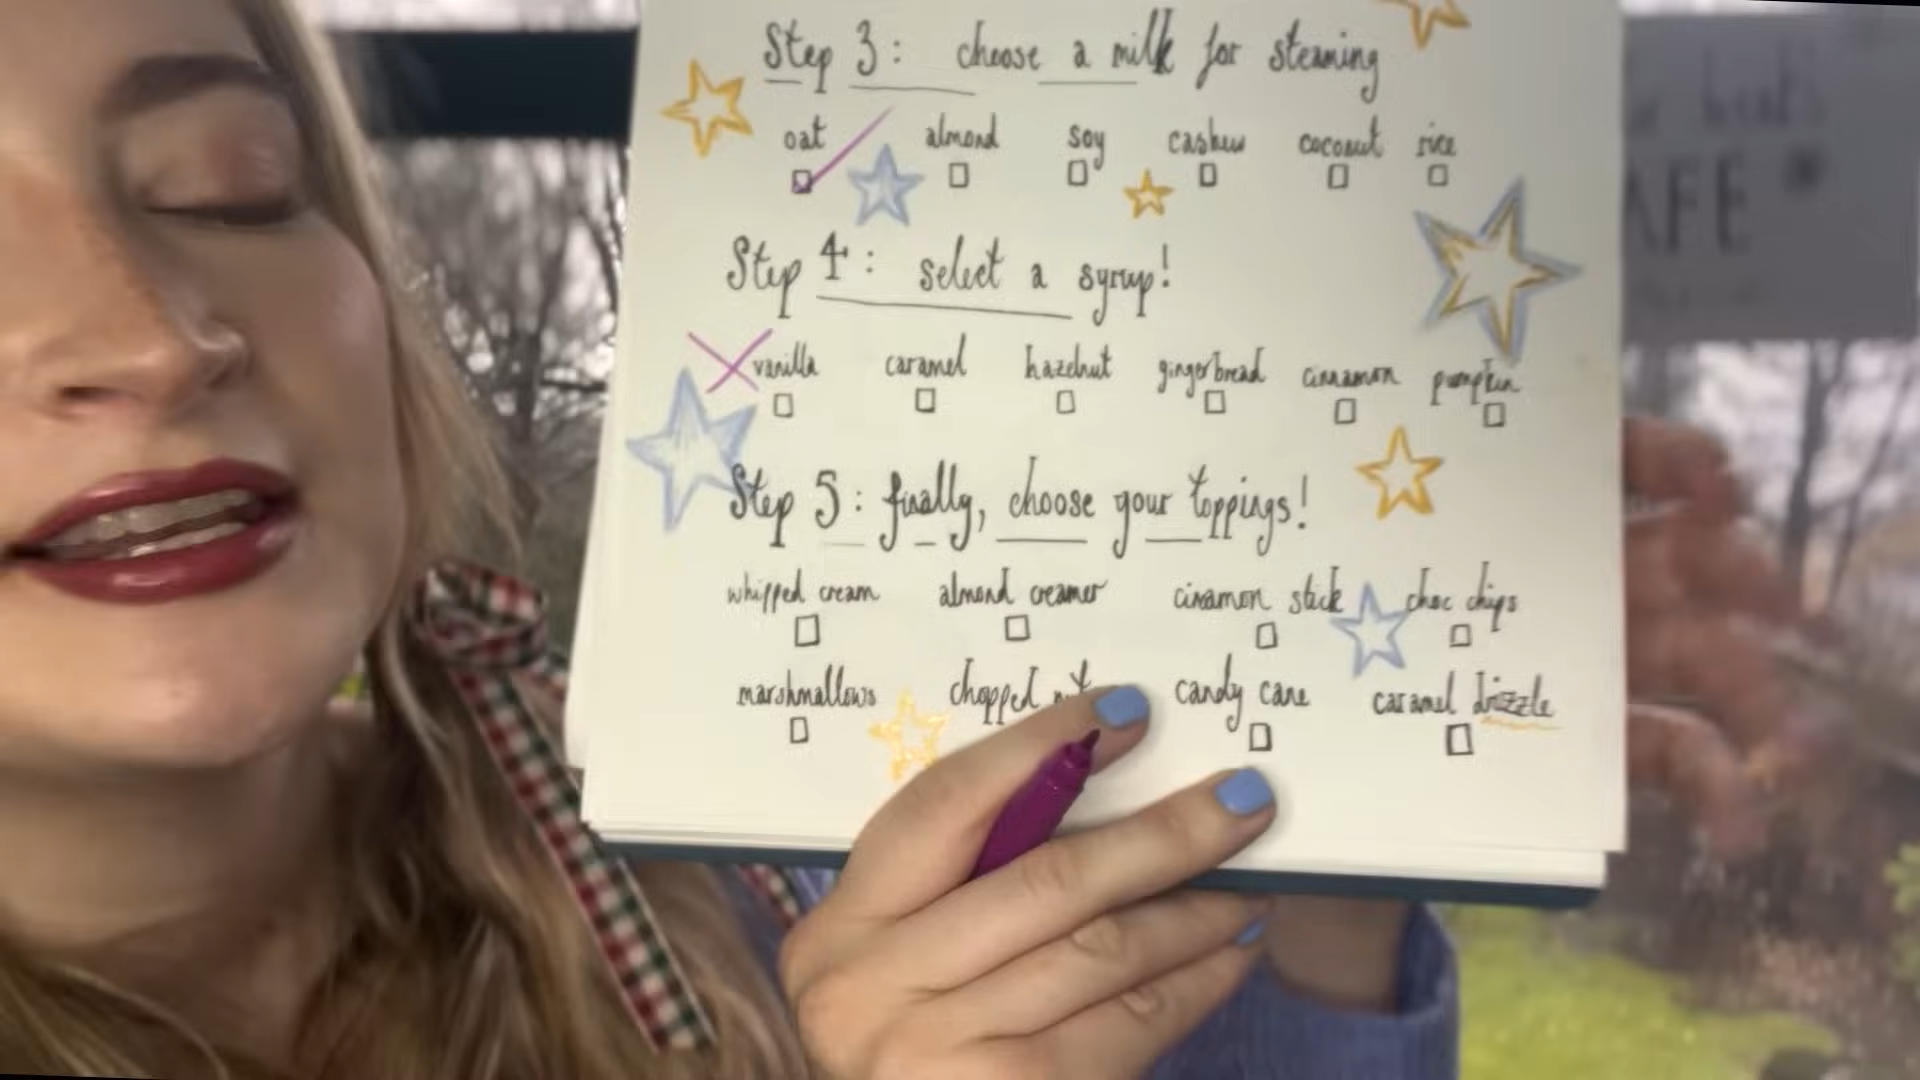 Step 3: choose a milk for steaming
oat almond soy cashew coconut rice
Step 4: select a syrup!
vanilla caramel hazelnut gingerbread cinnamon pumpkin
Step 5: finally, choose your toppings!
whipped cream almond creamer cinamon stick choc chips
marshmallows chopped candy cane caramel drizzle